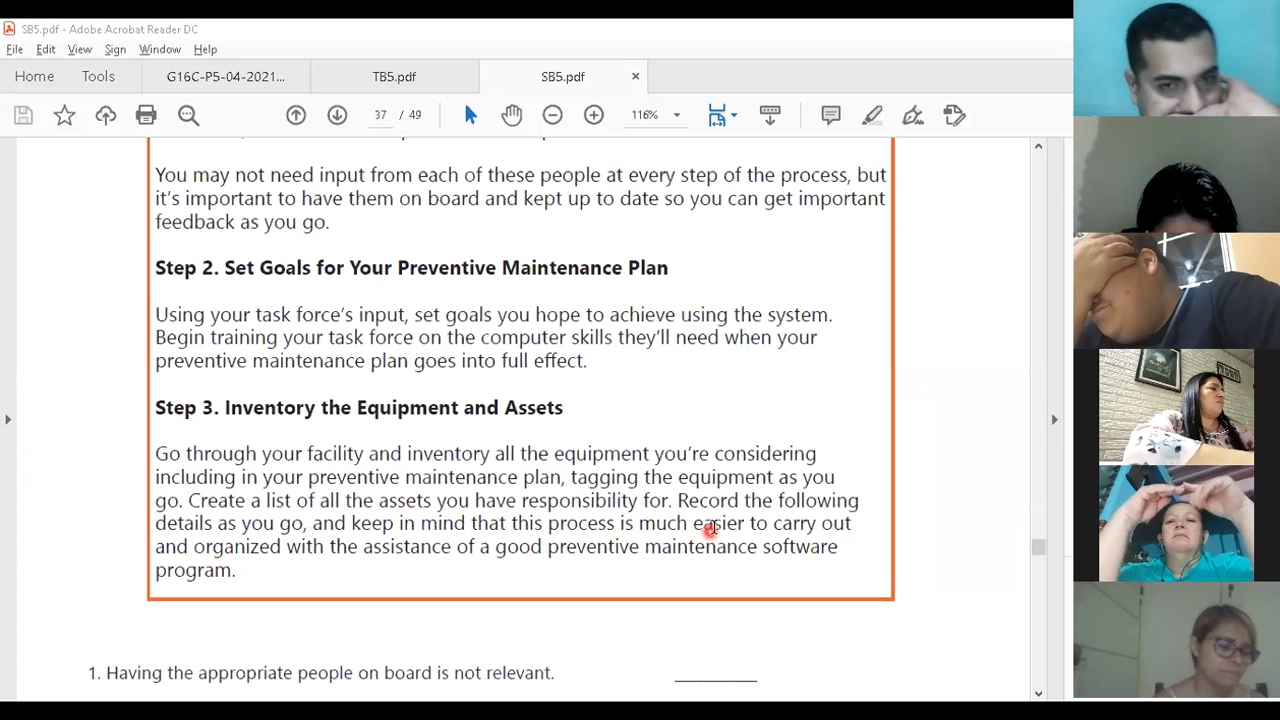 SB5.pdf - Adobe Acrobat Reader DC
File Edit View Sign Window Help
Home Tools G16C-P5-04-2021... TB5.pdf SB5.pdf
37 / 49 116%
You may not need input from each of these people at every step of the process, but
it's important to have them on board and kept up to date so you can get important
feedback as you go.
Step 2. Set Goals for Your Preventive Maintenance Plan
Using your task force's input, set goals you hope to achieve using the system.
Begin training your task force on the computer skills they'll need when your
preventive maintenance plan goes into full effect.
Step 3. Inventory the Equipment and Assets
Go through your facility and inventory all the equipment you're considering
including in your preventive maintenance plan, tagging the equipment as you
go. Create a list of all the assets you have responsibility for. Record the following
details as you go, and keep in mind that this process is much easier to carry out
and organized with the assistance of a good preventive maintenance software
program.
1. Having the appropriate people on board is not relevant. __________